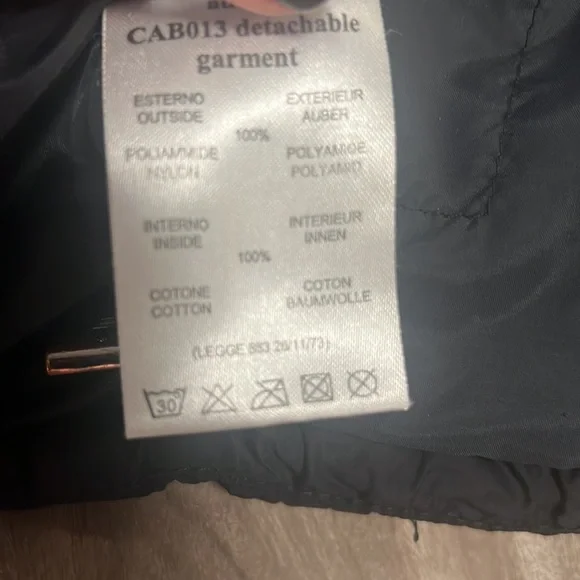 CAB013 detachable
garment
ESTERNO
OUTSIDE
EXTERIEUR
AUßER
100%
POLIAMMIDE
NYLON
POLYAMIDE
POLYAMID
INTERNO
INSIDE
INTERIEUR
INNEN
100%
COTONE
COTTON
COTON
BAUMWOLLE
(LEGGE 883 26/11/73)
30